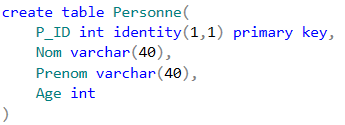 create table Personne(
    P_ID int identity(1,1) primary key,
    Nom varchar(40),
    Prenom varchar(40),
    Age int
)